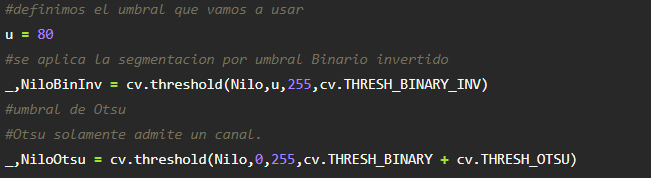 #definimos el umbral que vamos a usar
u = 80
#se aplica la segmentacion por umbral Binario invertido
_,NiloBinInv = cv.threshold(Nilo,u,255,cv.THRESH_BINARY_INV)
#umbral de Otsu
#Otsu solamente admite un canal.
_,NiloOtsu = cv.threshold(Nilo,0,255,cv.THRESH_BINARY + cv.THRESH_OTSU)